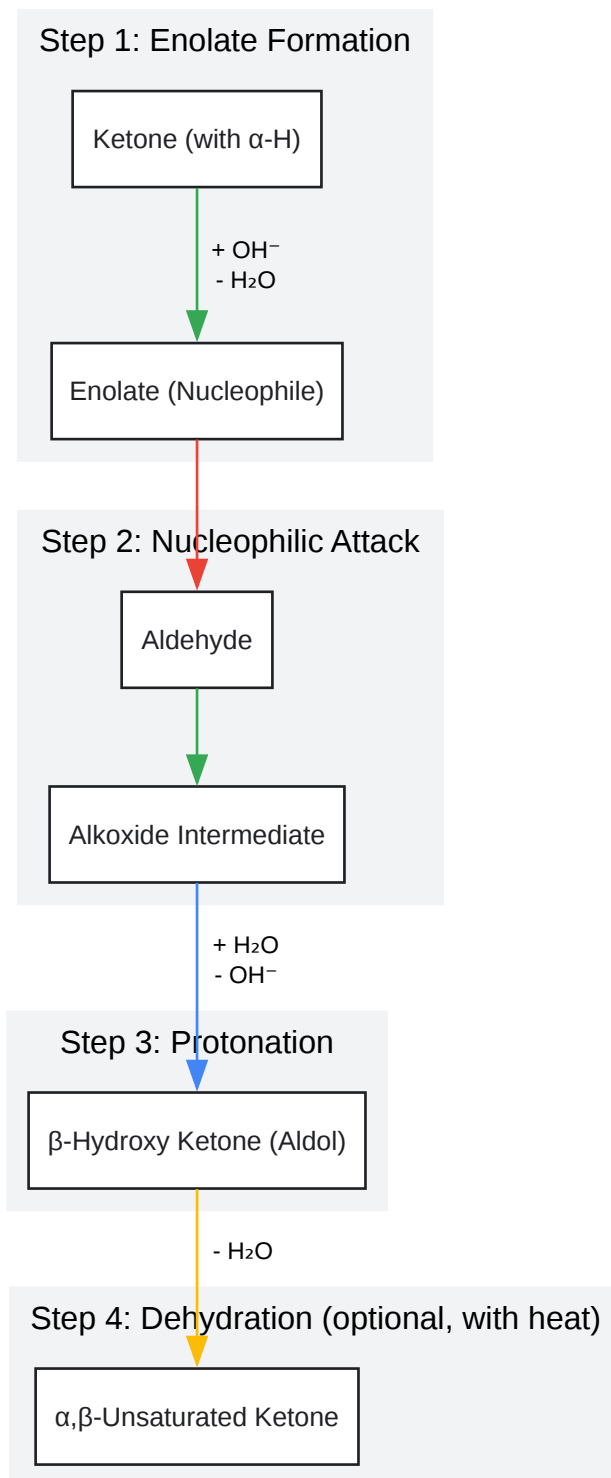 Step 1: Enolate Formation
Ketone (with α-H)
+ OH⁻
- H₂O
Enolate (Nucleophile)
Step 2: Nucleophilic Attack
Aldehyde
Alkoxide Intermediate
+ H₂O
- OH⁻
Step 3: Protonation
β-Hydroxy Ketone (Aldol)
- H₂O
Step 4: Dehydration (optional, with heat)
α,β-Unsaturated Ketone